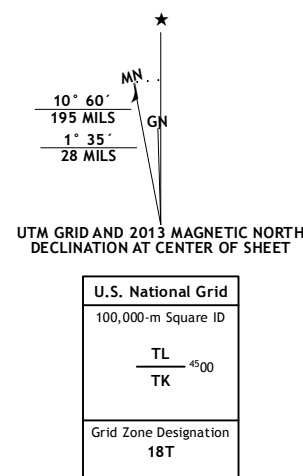 ★
MN
GN
10° 60´
195 MILS
1° 35´
28 MILS
UTM GRID AND 2013 MAGNETIC NORTH
DECLINATION AT CENTER OF SHEET
U.S. National Grid
100,000-m Square ID
TL
4500
TK
Grid Zone Designation
18T